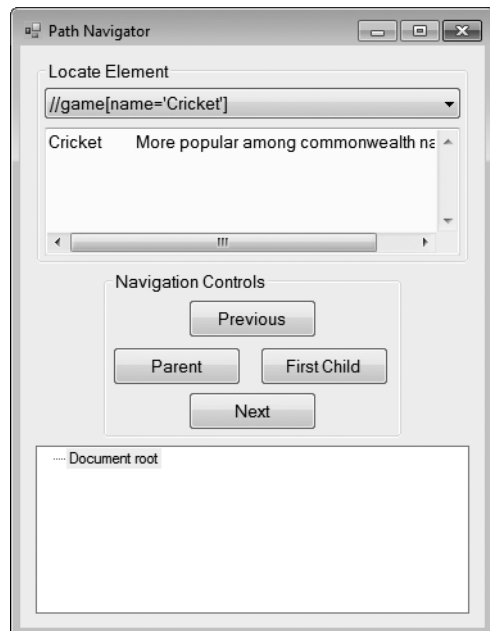 Path Navigator
Locate Element
//game[name='Cricket']
Cricket More popular among commonwealth na
Navigation Controls
Previous
Parent First Child
Next
Document root